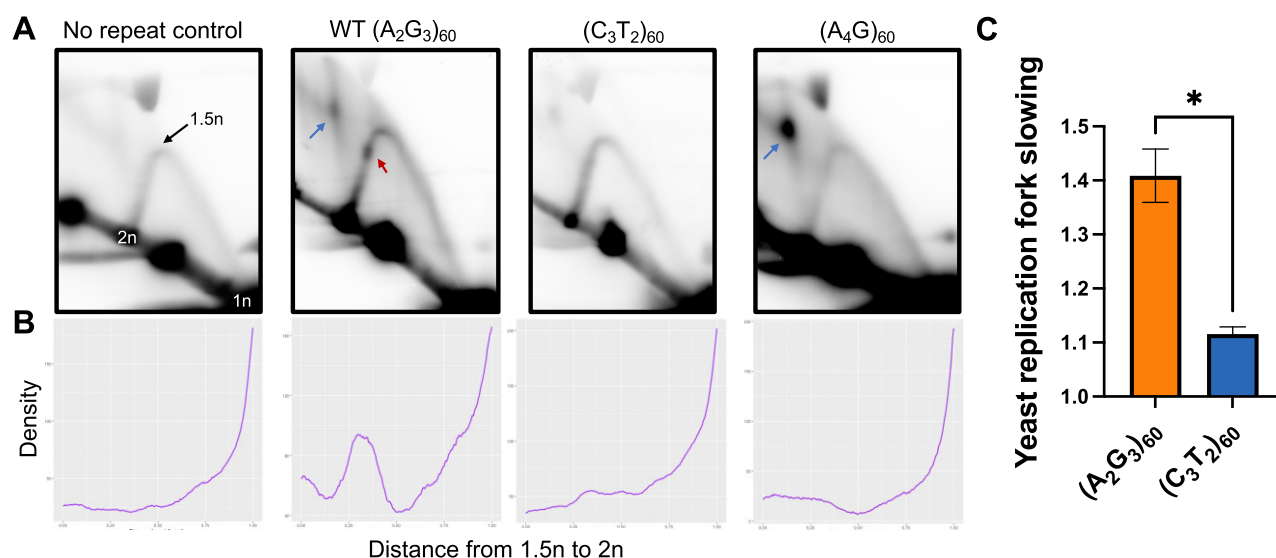 A
No repeat control
WT (A₂G₃)₆₀
(C₃T₂)₆₀
(A₄G)₆₀
C
1.5n
2n
1n
B
Density
Distance from 1.5n to 2n
Yeast replication fork slowing
*
1.5
1.4
1.3
1.2
1.1
1.0
(A₂G₃)₆₀
(C₃T₂)₆₀